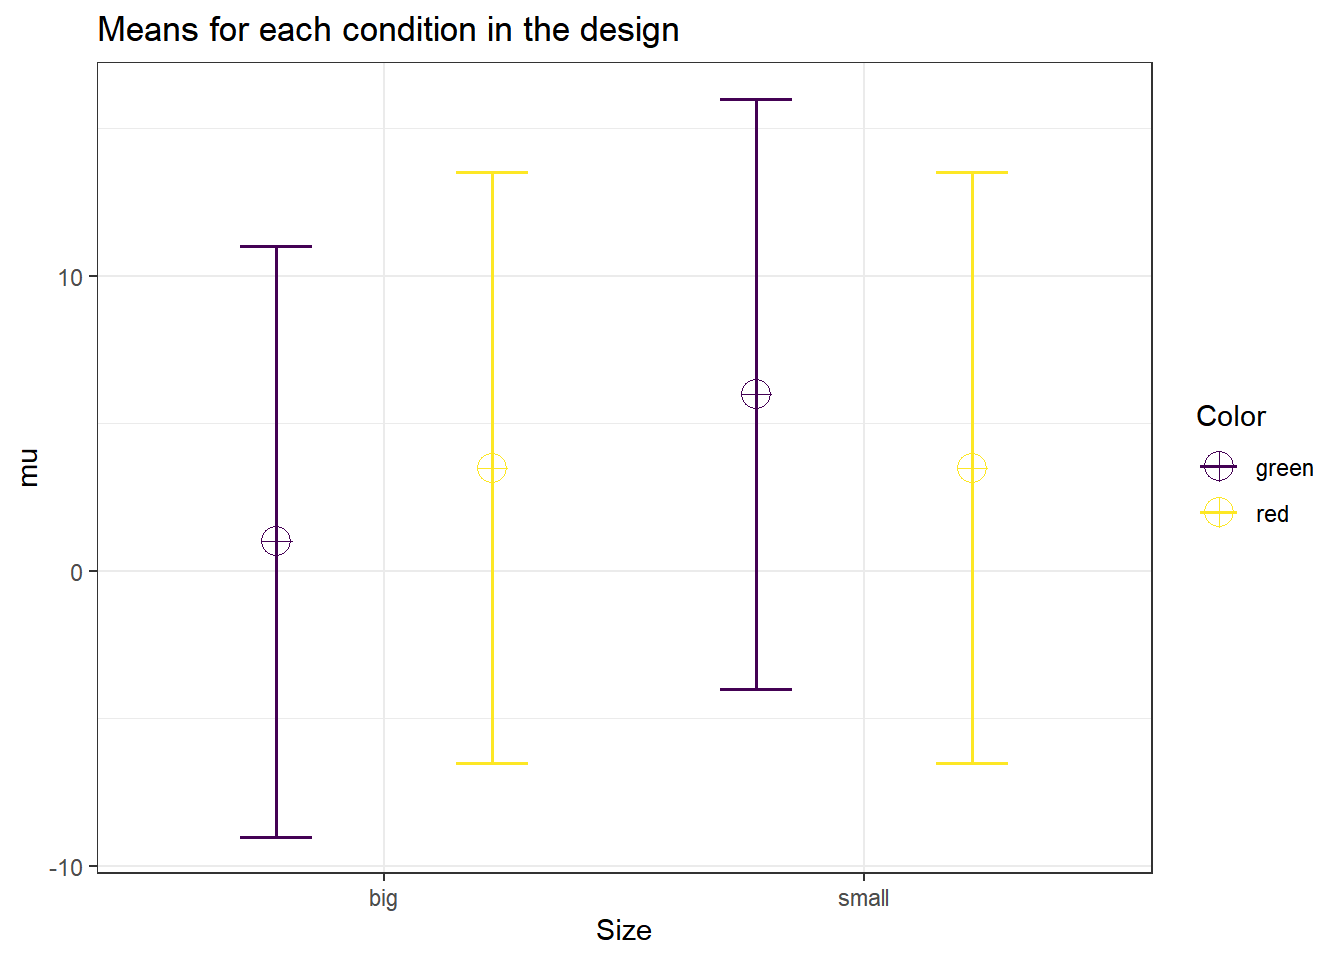 Means for each condition in the design
mu
10
0
-10
big
small
Size
Color
green
red